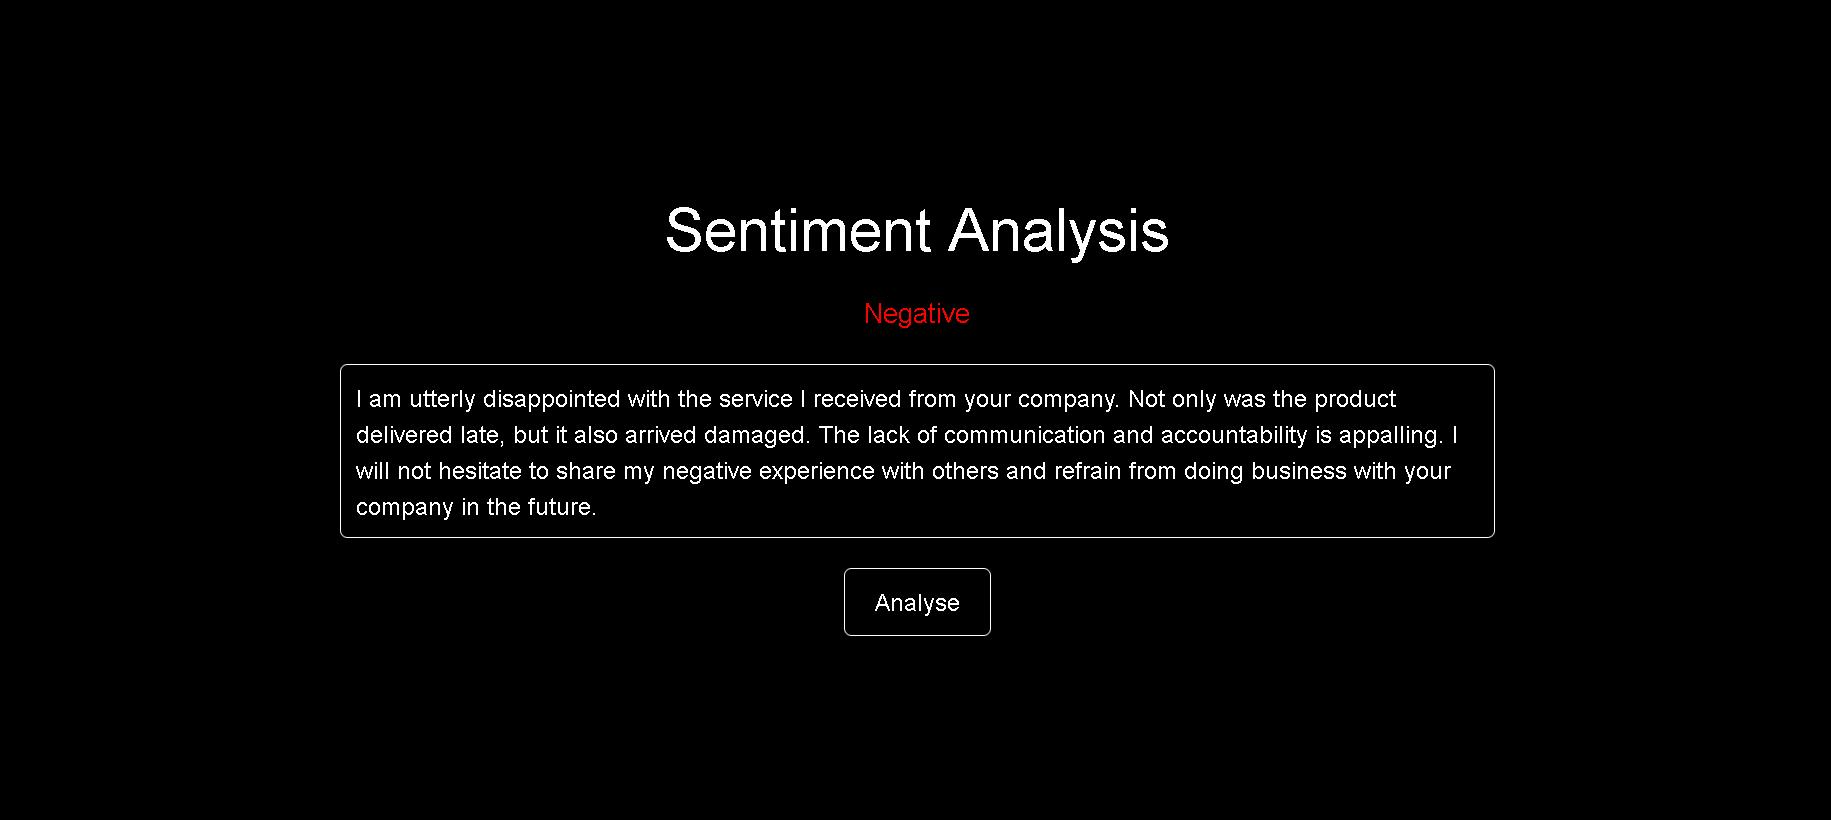 Sentiment Analysis
Negative
I am utterly disappointed with the service I received from your company. Not only was the product
delivered late, but it also arrived damaged. The lack of communication and accountability is appalling. I
will not hesitate to share my negative experience with others and refrain from doing business with your
company in the future.
Analyse